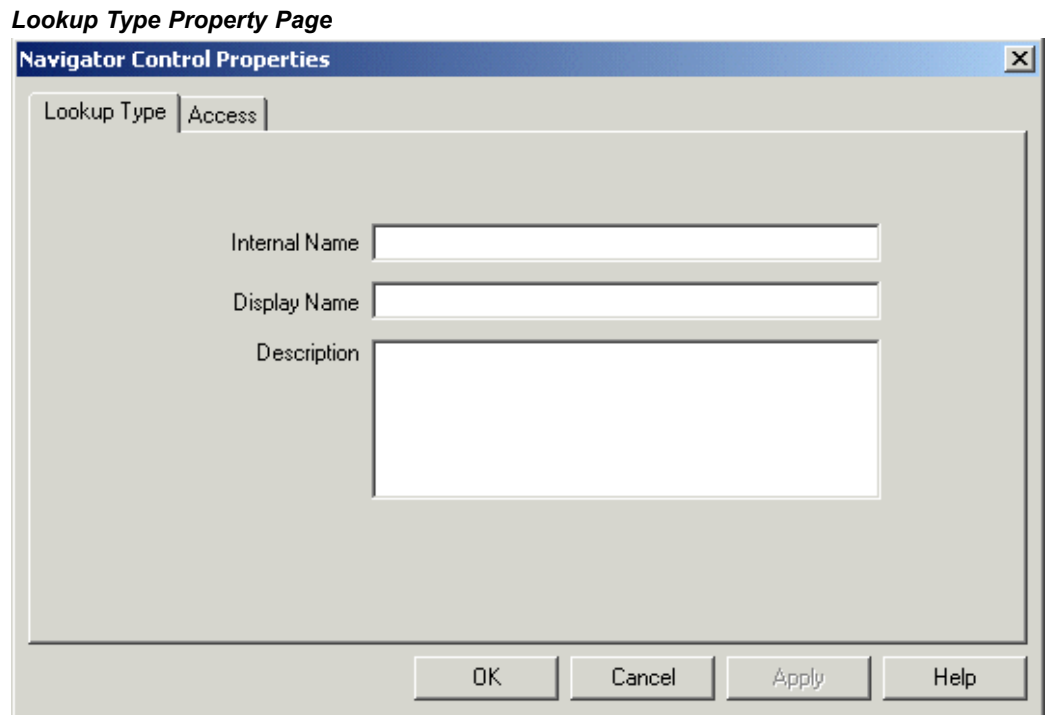 Lookup Type Property Page
Navigator Control Properties
Lookup Type Access
Internal Name
Display Name
Description
OK Cancel Apply Help